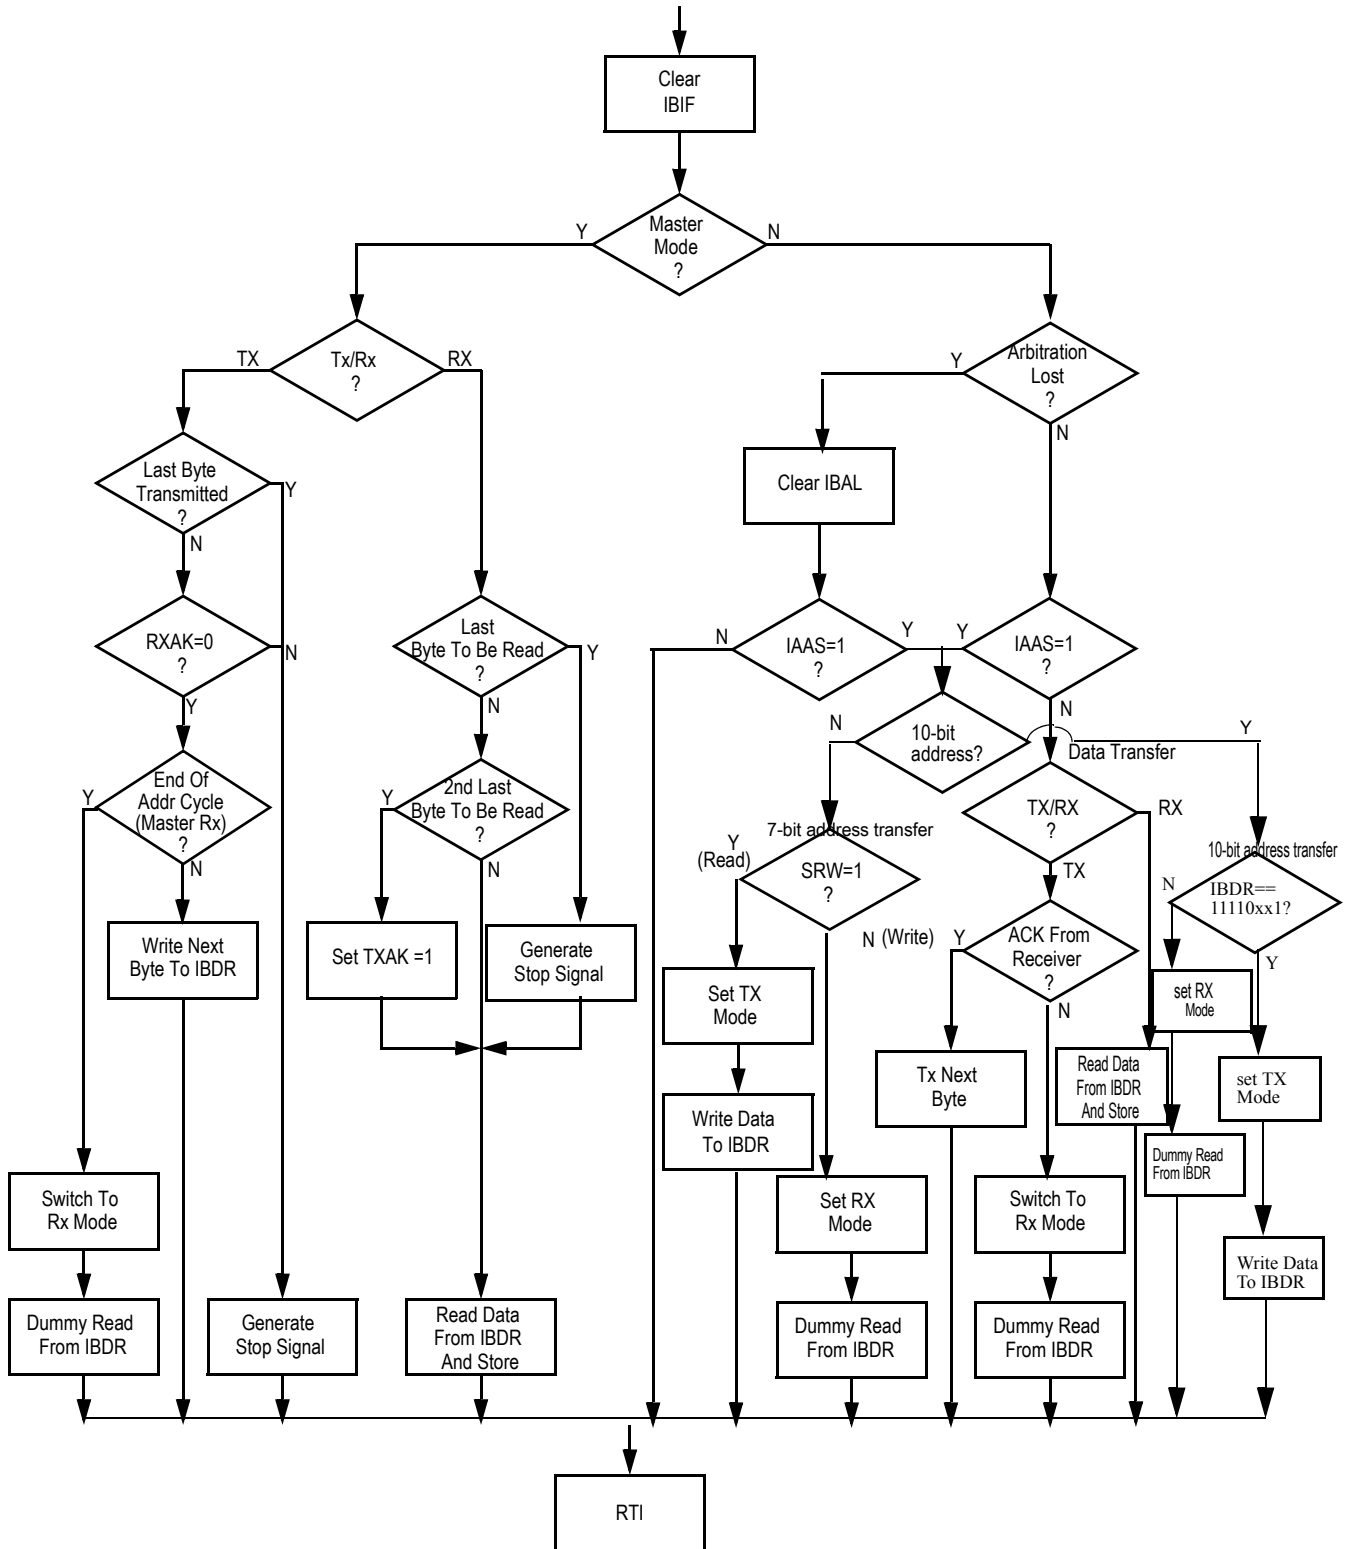 Clear
IBIF
Master
Mode
?
Y
N
Tx/Rx
?
TX
RX
Arbitration
Lost
?
Y
N
Last Byte
Transmitted
?
Y
N
Clear IBAL
RXAK=0
?
N
Y
Last
Byte To Be Read
?
Y
N
IAAS=1
?
N
Y
IAAS=1
?
Y
N
10-bit
address?
N
Y
Data Transfer
End Of
Addr Cycle
(Master Rx)
?
Y
N
2nd Last
Byte To Be Read
?
Y
N
7-bit address transfer
SRW=1
?
Y
(Read)
N (Write)
TX/RX
?
RX
TX
10-bit address transfer
IBDR==
11110xx1?
N
Y
Write Next
Byte To IBDR
Set TXAK =1
Generate
Stop Signal
ACK From
Receiver
?
Y
N
Set TX
Mode
set RX
Mode
Tx Next
Byte
Read Data
From IBDR
And Store
set TX
Mode
Write Data
To IBDR
Dummy Read
From IBDR
Switch To
Rx Mode
Set RX
Mode
Switch To
Rx Mode
Write Data
To IBDR
Dummy Read
From IBDR
Generate
Stop Signal
Read Data
From IBDR
And Store
Dummy Read
From IBDR
Dummy Read
From IBDR
RTI